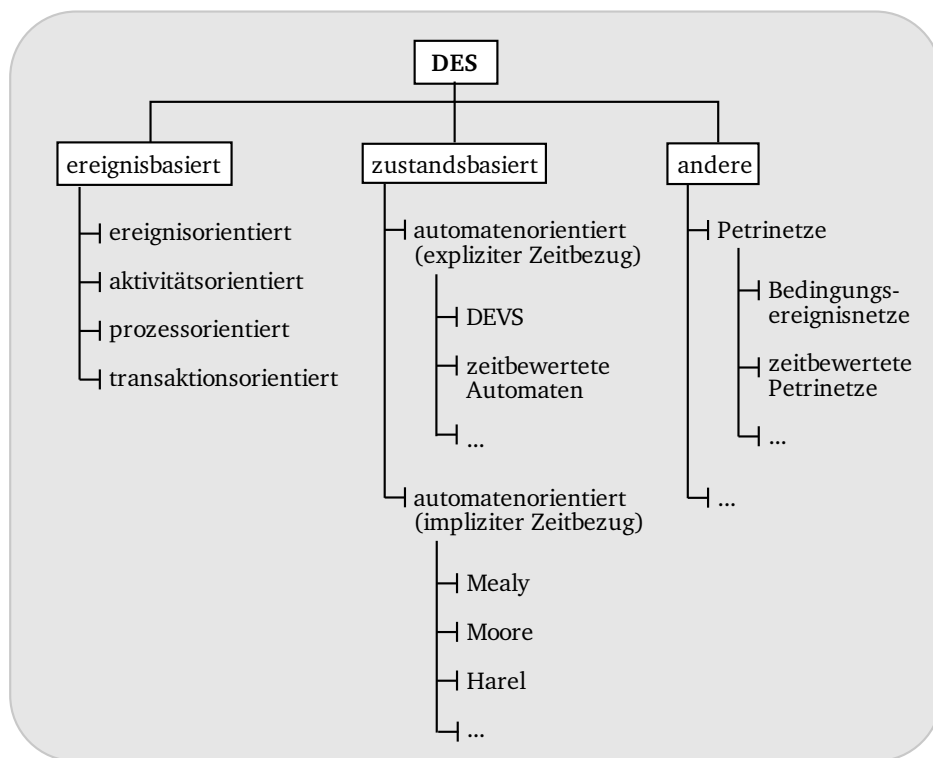 DES
ereignisbasiert
ereignisorientiert
aktivitätsorientiert
prozessorientiert
transaktionsorientiert
zustandsbasiert
automatenorientiert
(expliziter Zeitbezug)
DEVS
zeitbewertete
Automaten
...
automatenorientiert
(impliziter Zeitbezug)
Mealy
Moore
Harel
...
andere
Petrinetze
Bedingungs-
ereignisnetze
zeitbewertete
Petrinetze
...
...